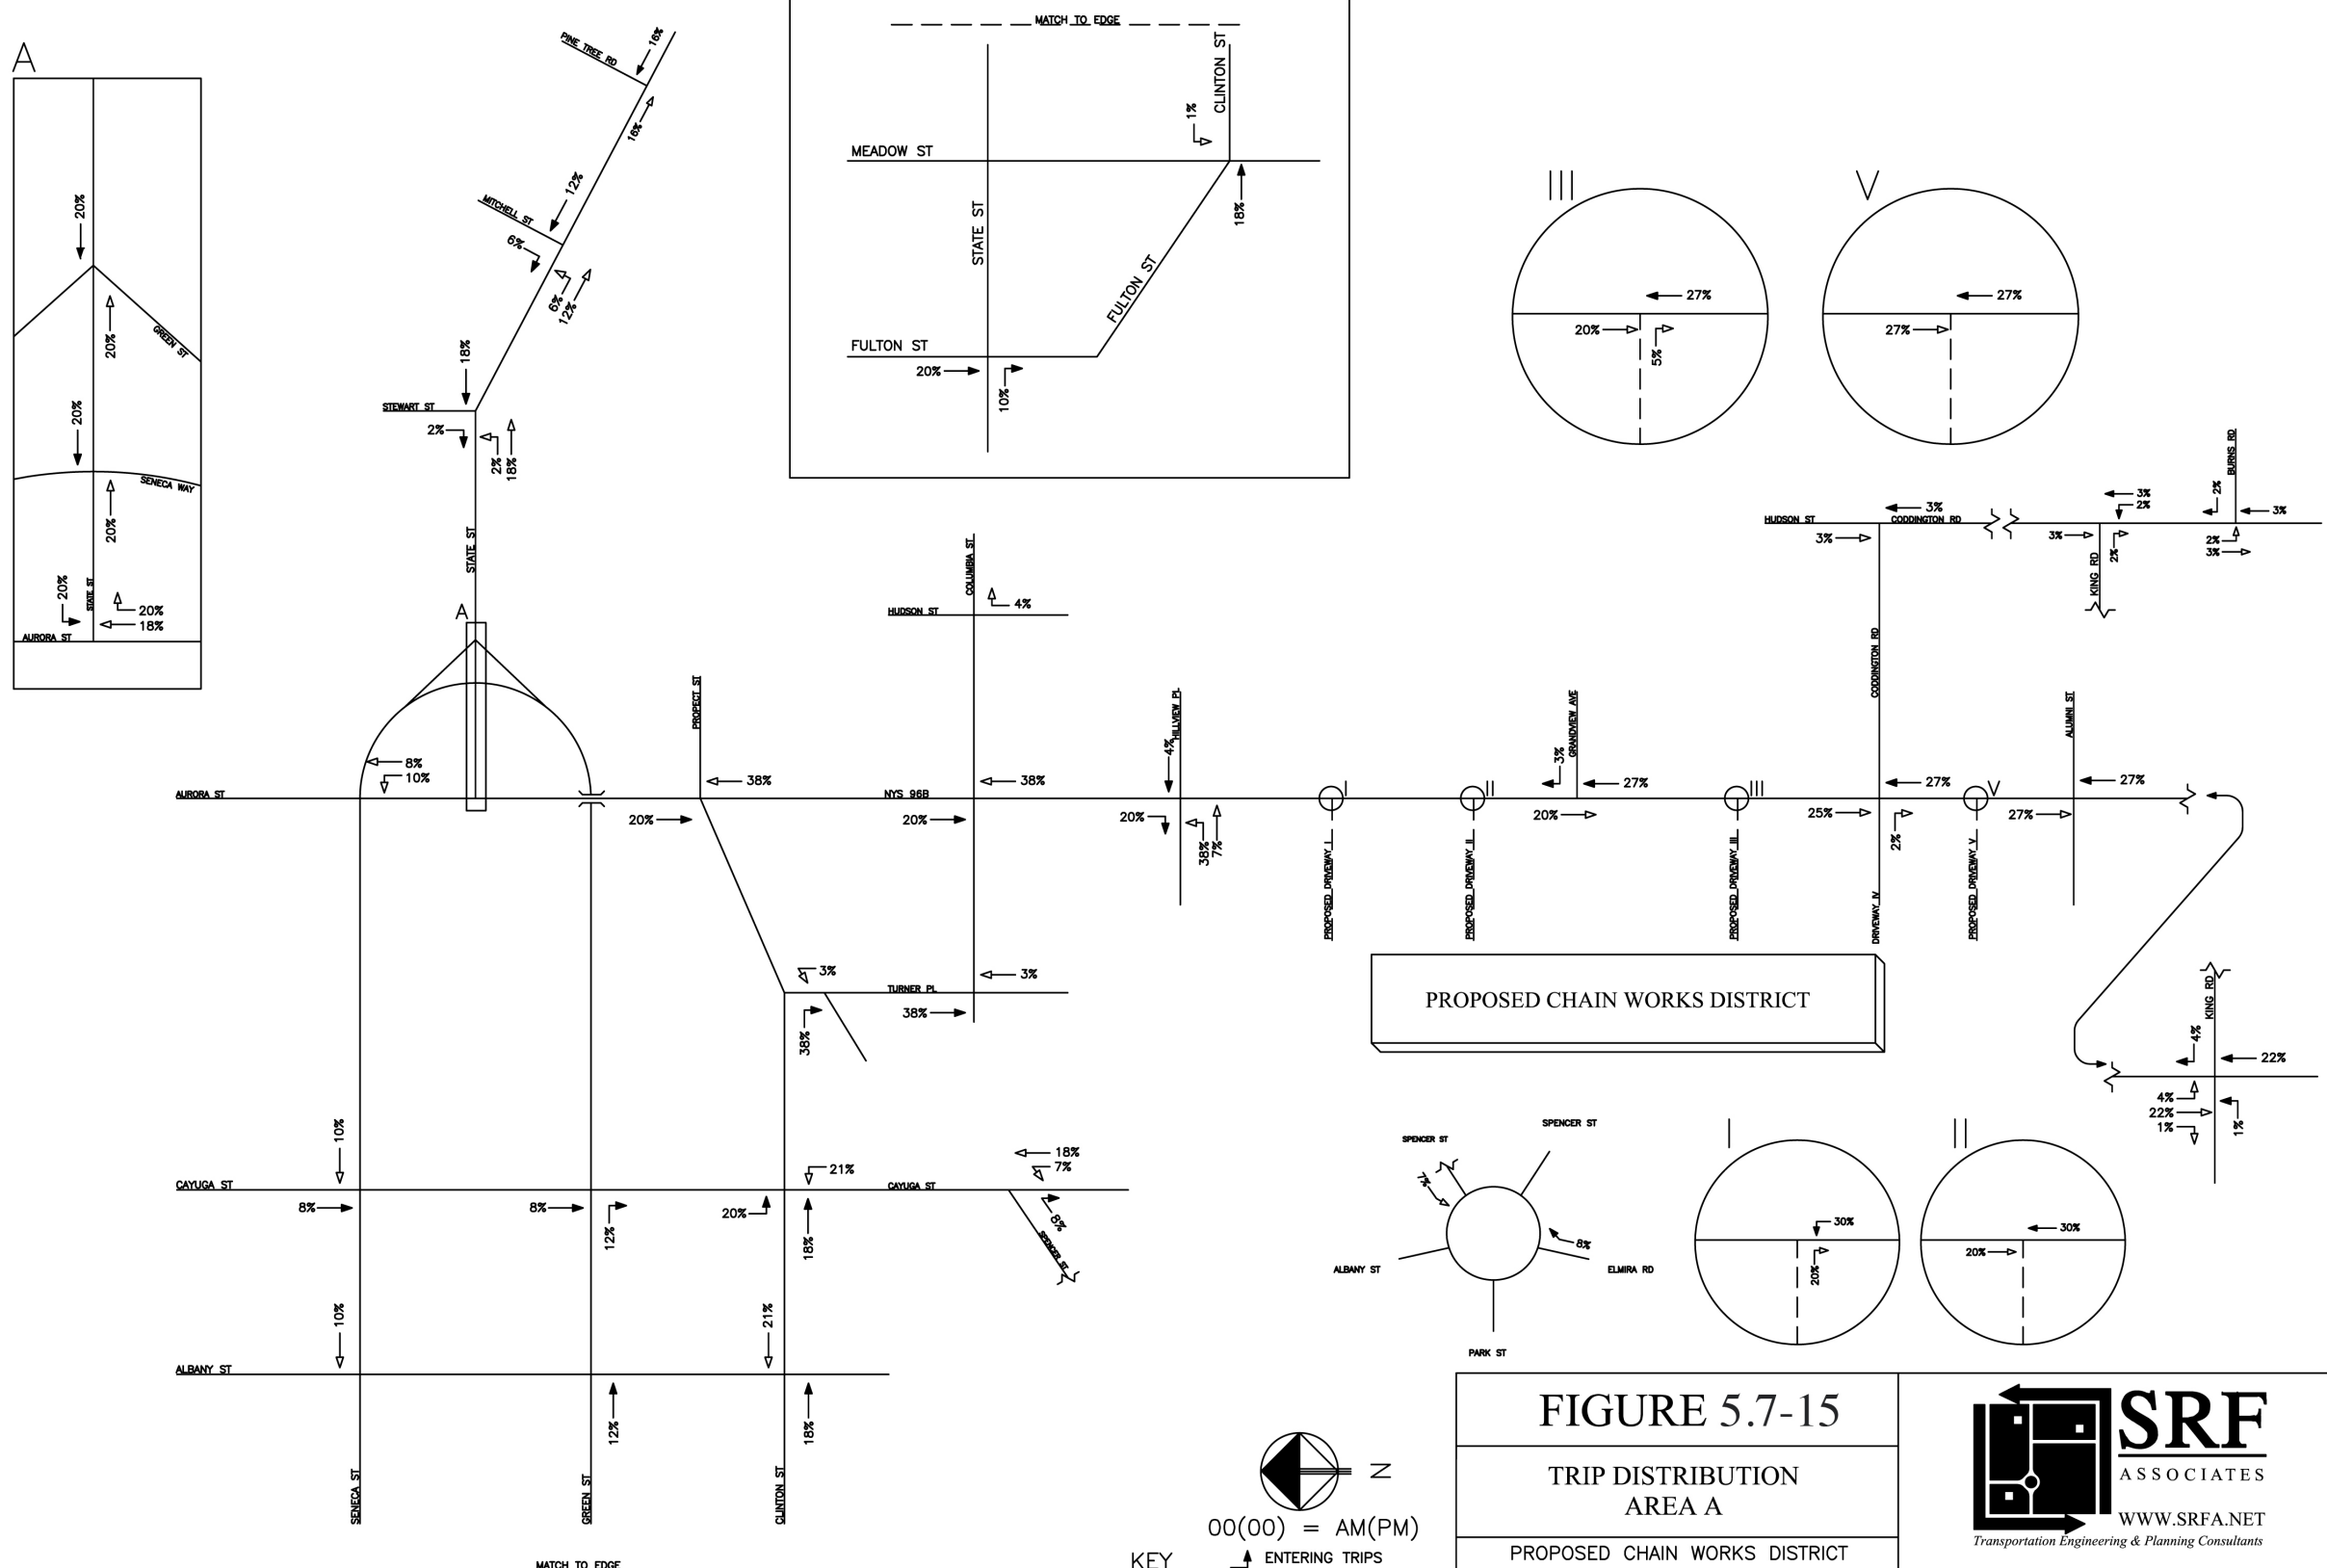 A
20%
20%
GREEN ST
20%
SENECA WAY
20%
20%
STATE ST
20%
18%
AURORA ST
PINE TREE RD
16%
16%
MITCHELL ST
12%
6%
6%
12%
18%
STEWART ST
2%
2%
18%
STATE ST
A
MATCH TO EDGE
CLINTON ST
1%
MEADOW ST
STATE ST
18%
FULTON ST
FULTON ST
20%
10%
III
27%
20%
5%
V
27%
27%
BURNS RD
2%
3%
HUDSON ST
CODDINGTON RD
3%
3%
3%
2%
3%
2%
2%
3%
KING RD
COLUMBIA ST
HUDSON ST
4%
CODDINGTON RD
PROPECT ST
HILLVIEW PL
4%
GRANDVIEW AVE
3%
ALUMNI ST
8%
10%
AURORA ST
38%
NYS 96B
38%
I
II
27%
III
27%
V
27%
20%
20%
20%
38%
7%
20%
25%
2%
27%
PROPOSED DRIVEWAY I
PROPOSED DRIVEWAY II
PROPOSED DRIVEWAY III
DRIVEWAY IV
PROPOSED DRIVEWAY V
3%
TURNER PL
3%
38%
38%
PROPOSED CHAIN WORKS DISTRICT
KING RD
4%
22%
4%
22%
1%
1%
10%
21%
18%
7%
CAYUGA ST
CAYUGA ST
8%
8%
12%
20%
18%
8%
SPENCER ST
SPENCER ST
SPENCER ST
7%
8%
ALBANY ST
ELMIRA RD
PARK ST
I
30%
20%
II
30%
20%
10%
21%
ALBANY ST
12%
18%
SENECA ST
GREEN ST
CLINTON ST
MATCH TO EDGE
N
00(00) = AM(PM)
KEY
ENTERING TRIPS
FIGURE 5.7-15
TRIP DISTRIBUTION
AREA A
PROPOSED CHAIN WORKS DISTRICT
SRF
ASSOCIATES
WWW.SRFA.NET
Transportation Engineering & Planning Consultants